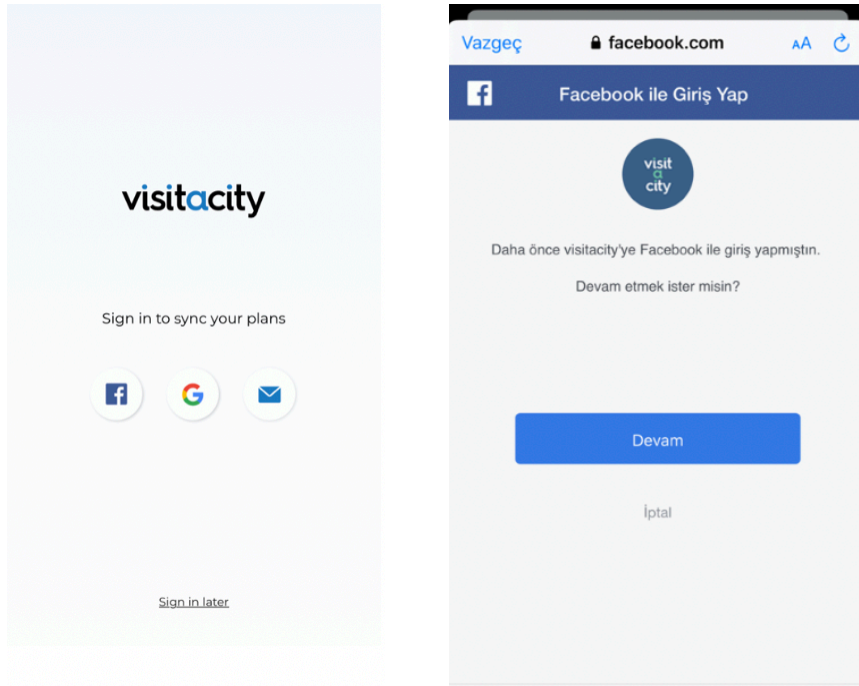 visitacity
Sign in to sync your plans
Sign in later
Vazgeç facebook.com AA
Facebook ile Giriş Yap
visit
a
city
Daha önce visitacity'ye Facebook ile giriş yapmıştın.
Devam etmek ister misin?
Devam
İptal